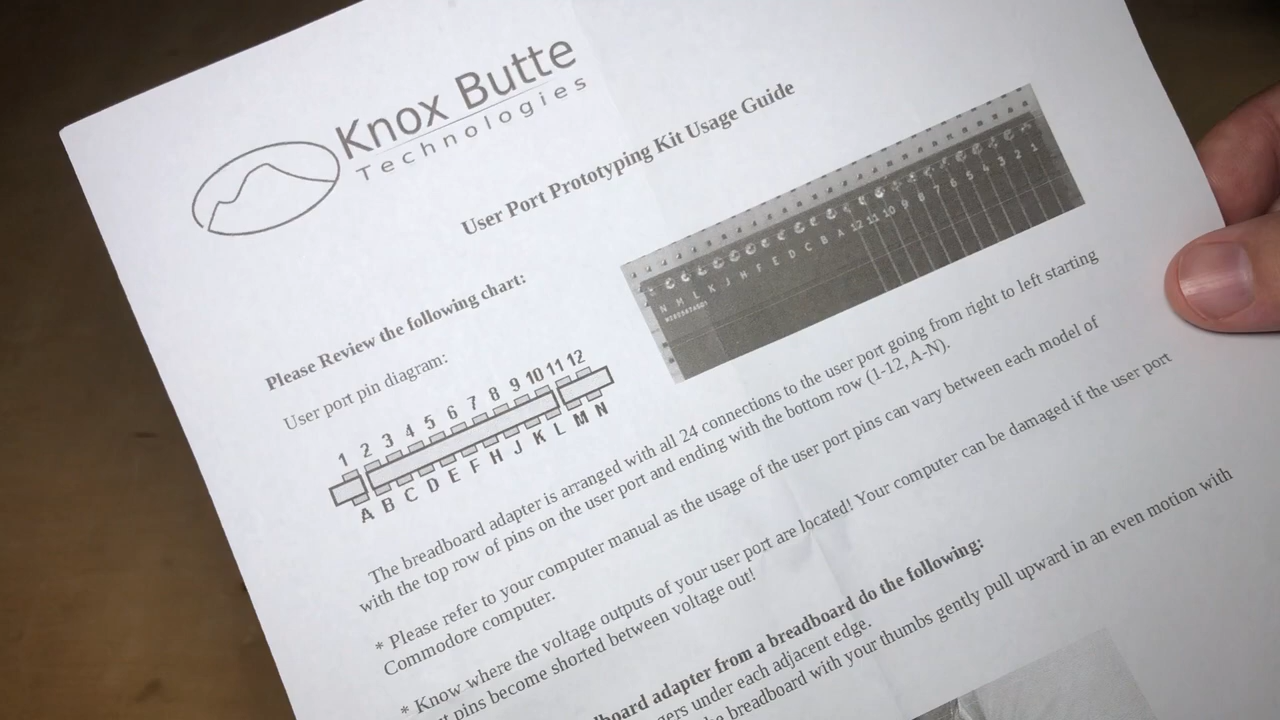 Knox Butte
Technologies
User Port Prototyping Kit Usage Guide
N M L K J H F E D C B A 12 11 10 9 8 7 6 5 4 3 2 1
Please Review the following chart:
User port pin diagram:
1 2 3 4 5 6 7 8 9 10 11 12
A B C D E F H J K L M N
The breadboard adapter is arranged with all 24 connections to the user port going from right to left starting
with the top row of pins on the user port and ending with the bottom row (1-12, A-N).
* Please refer to your computer manual as the usage of the user port pins can vary between each model of
Commodore computer.
* Know where the voltage outputs of your user port are located! Your computer can be damaged if the user port
pins become shorted between voltage out!
adapter from a breadboard do the following:
under each adjacent edge.
breadboard with your thumbs gently pull upward in an even motion with